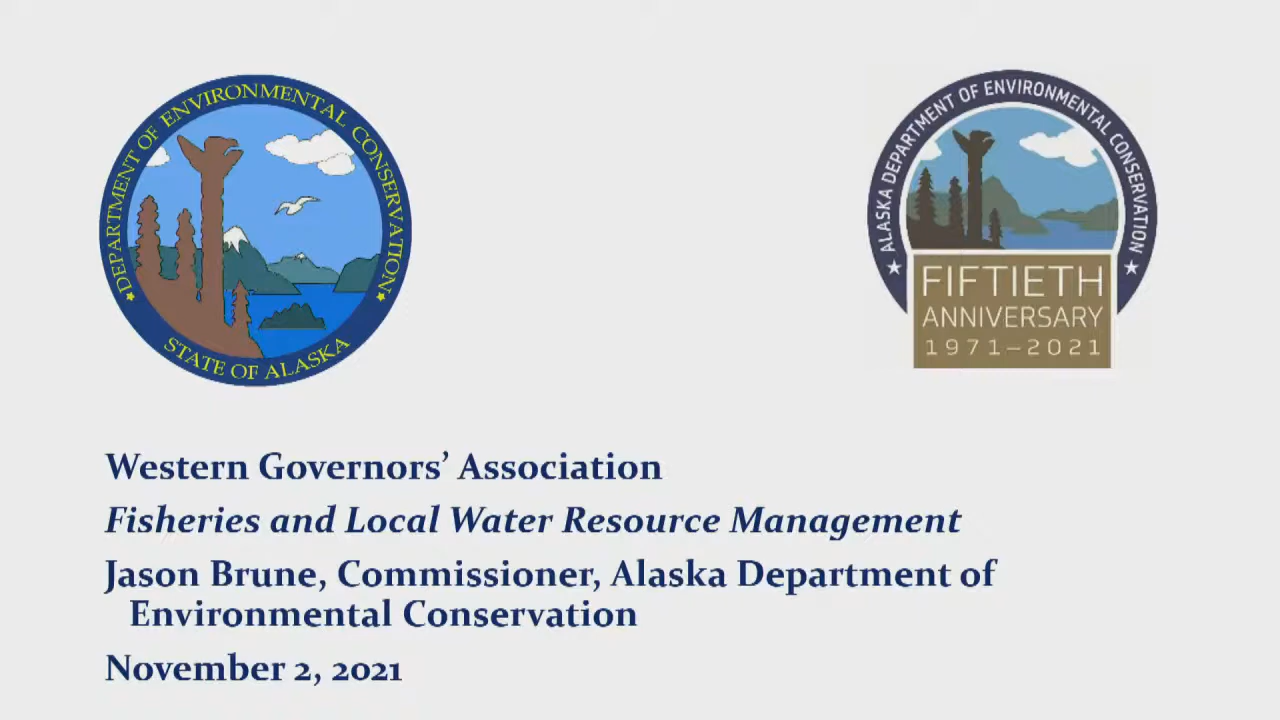 DEPARTMENT OF ENVIRONMENTAL CONSERVATION
STATE OF ALASKA
ALASKA DEPARTMENT OF ENVIRONMENTAL CONSERVATION
FIFTIETH
ANNIVERSARY
1971–2021
Western Governors’ Association
Fisheries and Local Water Resource Management
Jason Brune, Commissioner, Alaska Department of
Environmental Conservation
November 2, 2021